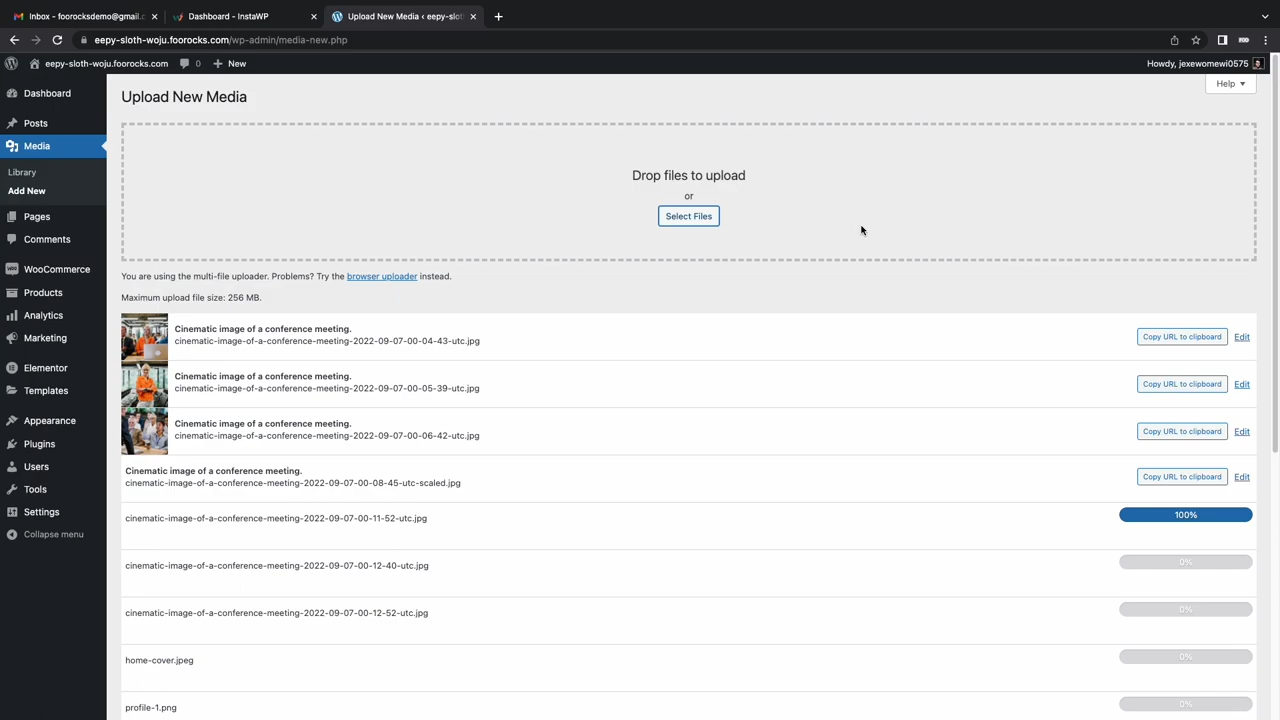 Inbox - foorocksdemo@gmail.c
Dashboard - InstaWP
Upload New Media ‹ eepy-slot
eepy-sloth-woju.foorocks.com/wp-admin/media-new.php
eepy-sloth-woju.foorocks.com
0
New
Howdy, jexewomewi0575
Dashboard
Posts
Media
Library
Add New
Pages
Comments
WooCommerce
Products
Analytics
Marketing
Elementor
Templates
Appearance
Plugins
Users
Tools
Settings
Collapse menu
Help
Upload New Media
Drop files to upload
or
Select Files
You are using the multi-file uploader. Problems? Try the browser uploader instead.
Maximum upload file size: 256 MB.
Cinematic image of a conference meeting.
cinematic-image-of-a-conference-meeting-2022-09-07-00-04-43-utc.jpg
Copy URL to clipboard Edit
Cinematic image of a conference meeting.
cinematic-image-of-a-conference-meeting-2022-09-07-00-05-39-utc.jpg
Copy URL to clipboard Edit
Cinematic image of a conference meeting.
cinematic-image-of-a-conference-meeting-2022-09-07-00-06-42-utc.jpg
Copy URL to clipboard Edit
Cinematic image of a conference meeting.
cinematic-image-of-a-conference-meeting-2022-09-07-00-08-45-utc-scaled.jpg
Copy URL to clipboard Edit
cinematic-image-of-a-conference-meeting-2022-09-07-00-11-52-utc.jpg
100%
cinematic-image-of-a-conference-meeting-2022-09-07-00-12-40-utc.jpg
0%
cinematic-image-of-a-conference-meeting-2022-09-07-00-12-52-utc.jpg
0%
home-cover.jpeg
0%
profile-1.png
0%